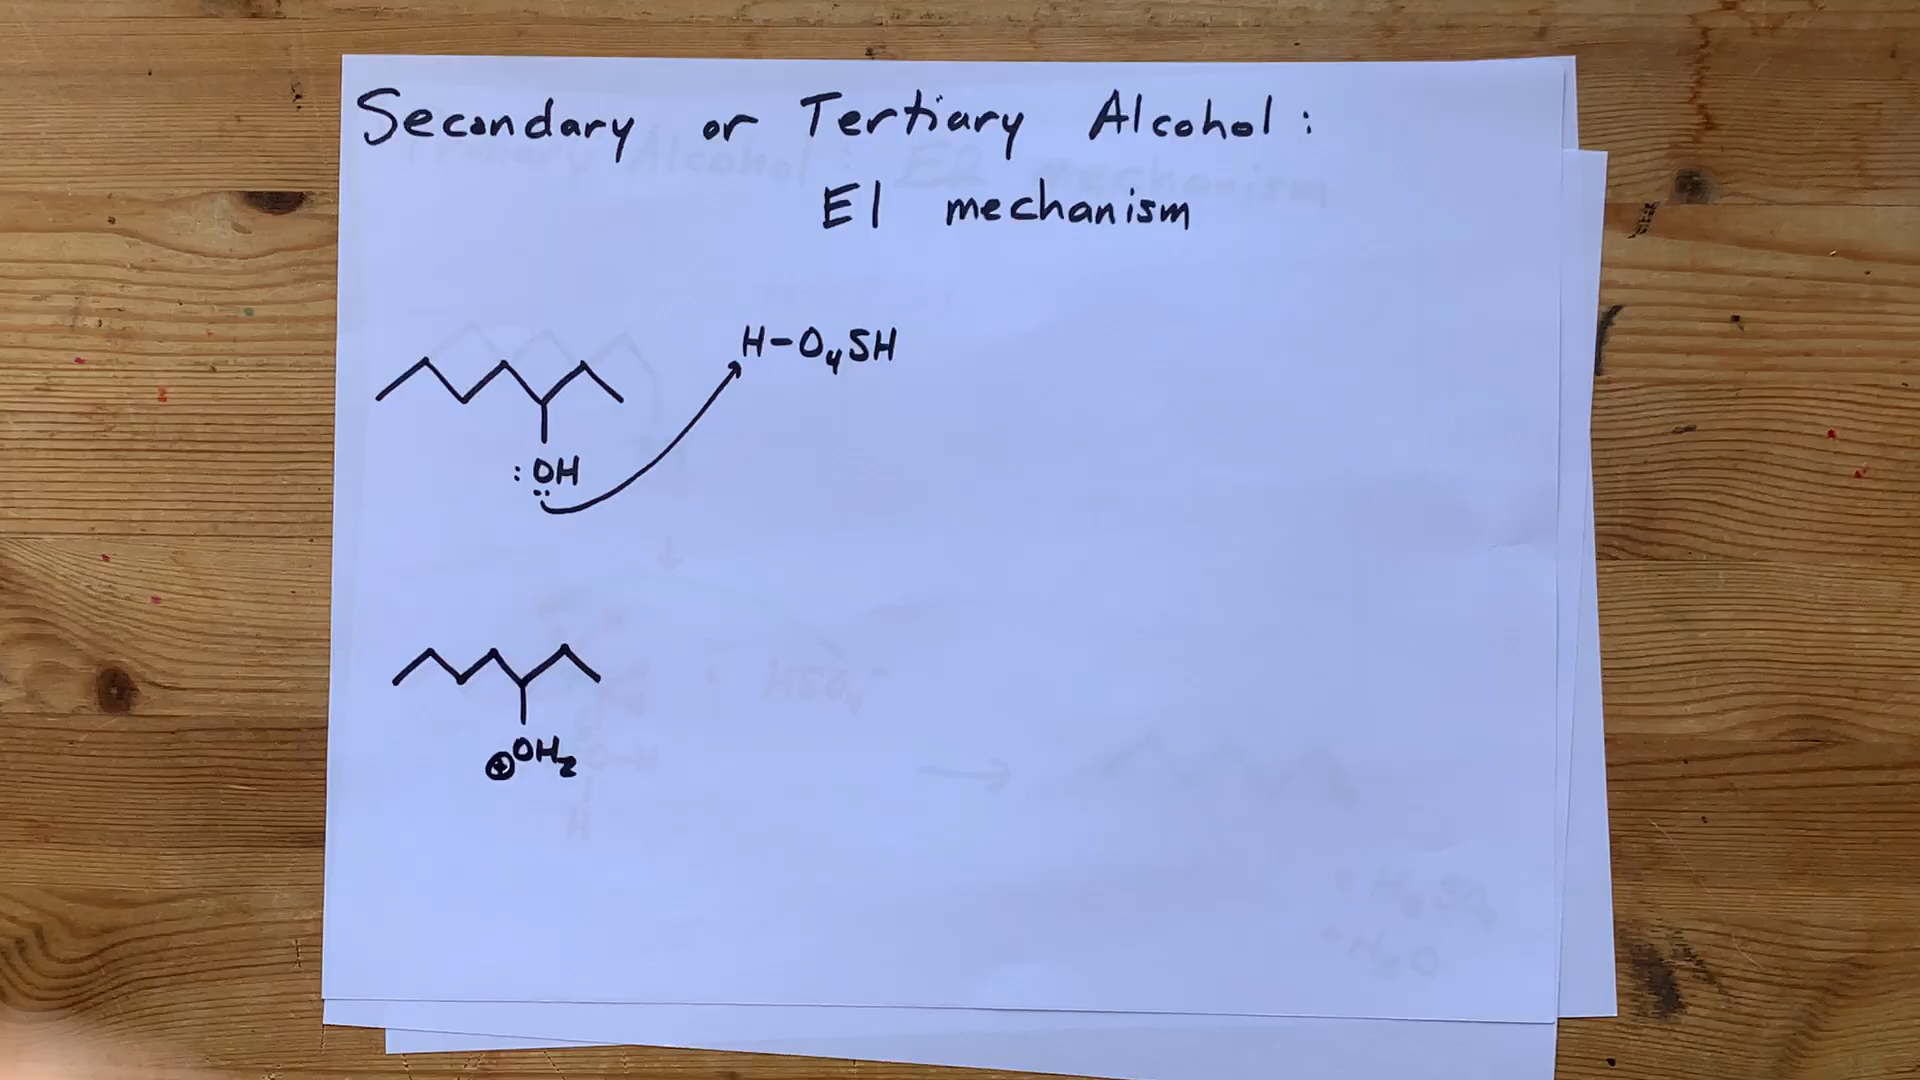 Secondary or Tertiary Alcohol:
E1 mechanism
H-O₄SH
:OH
⊕OH₂